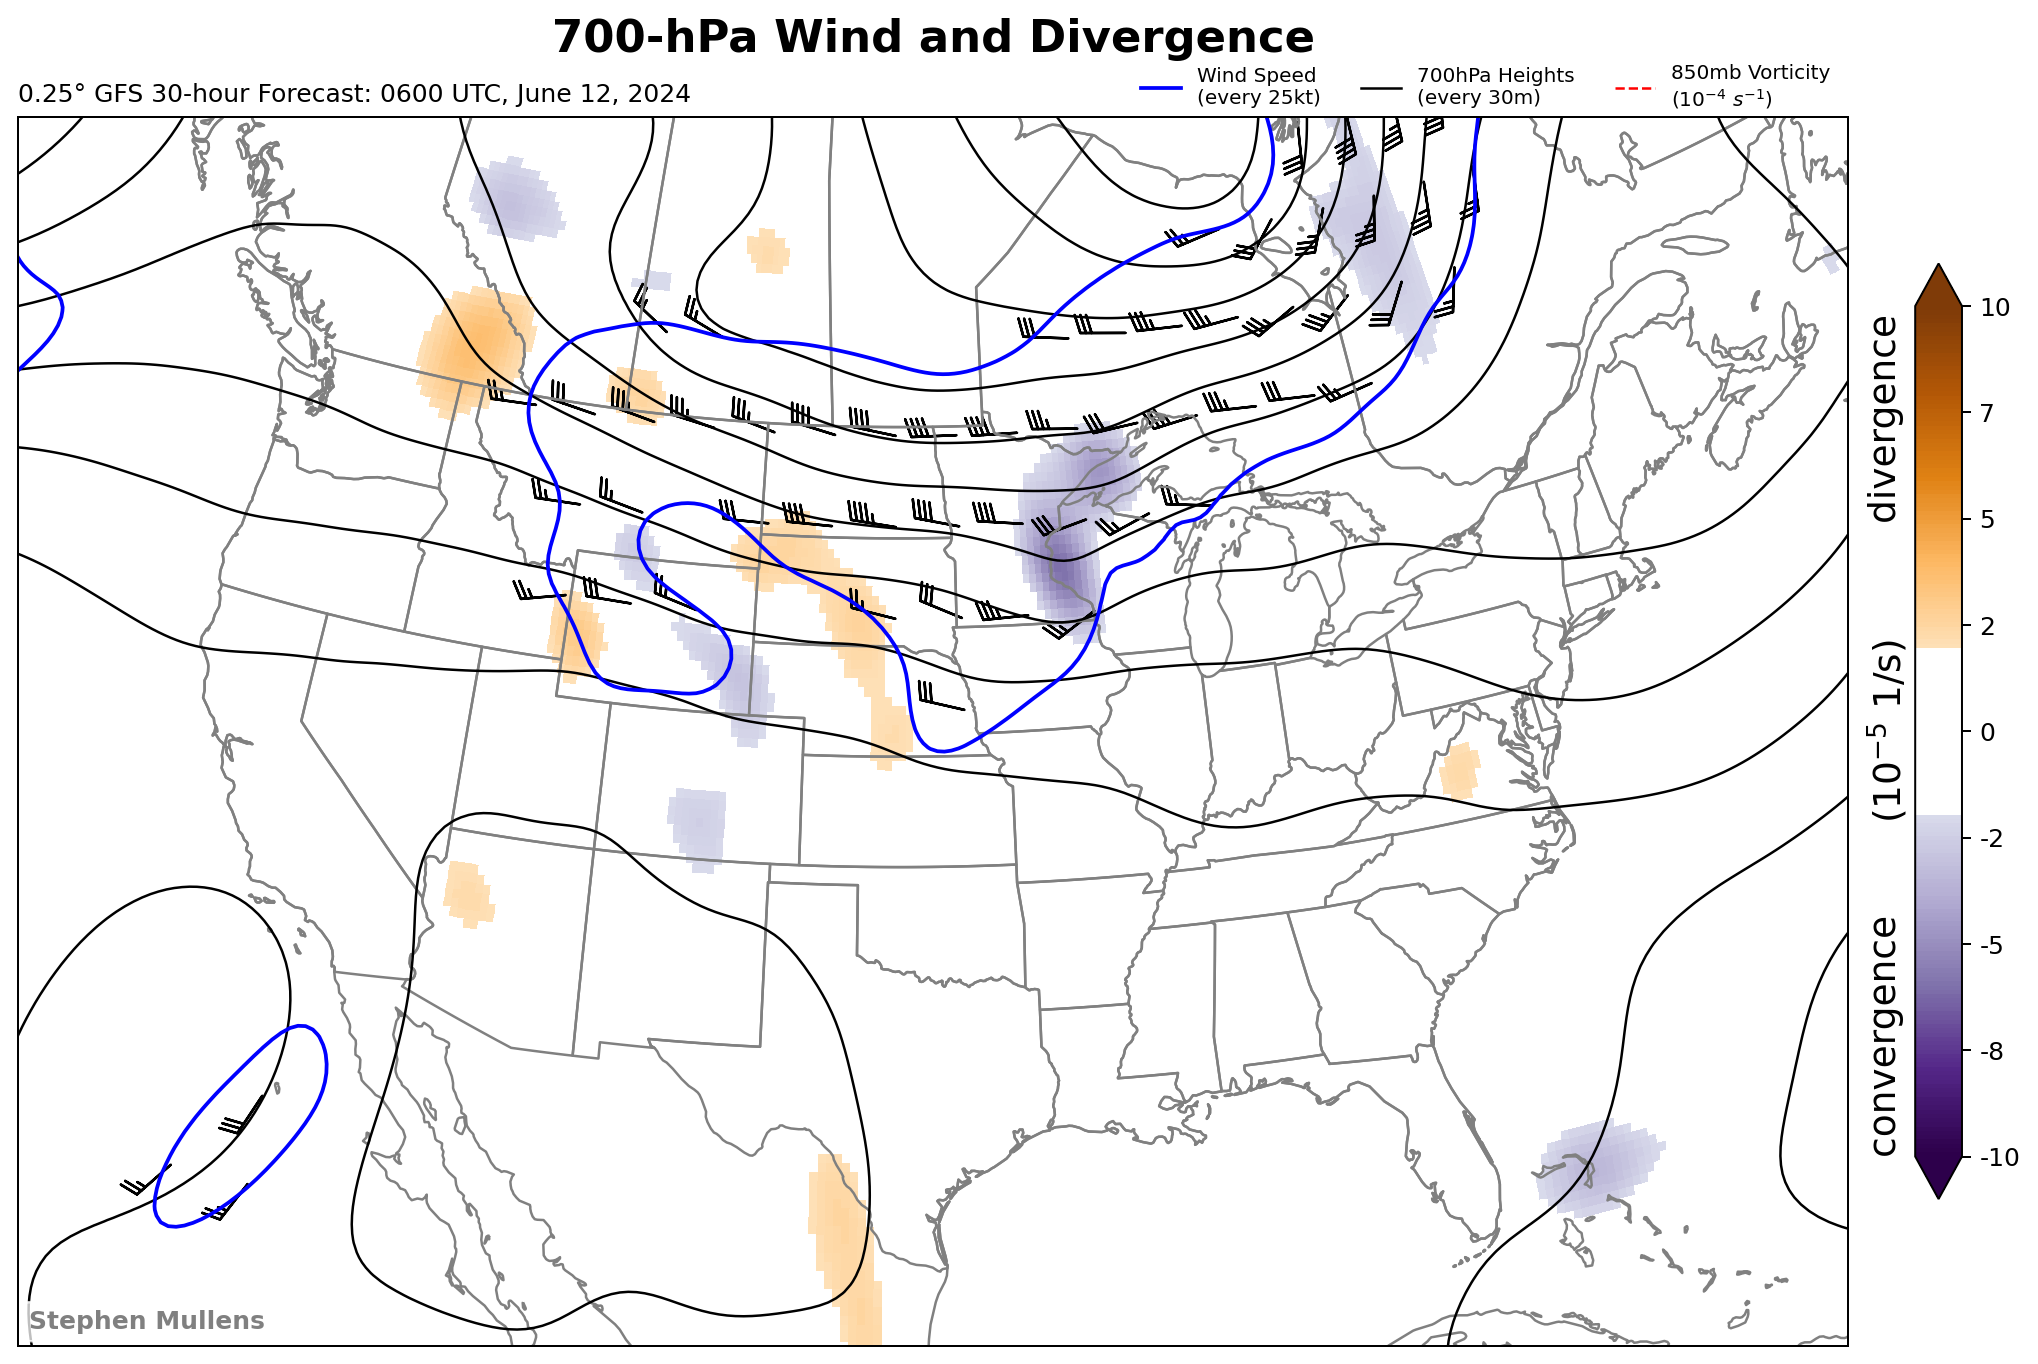 700-hPa Wind and Divergence
0.25° GFS 30-hour Forecast: 0600 UTC, June 12, 2024
Wind Speed
(every 25kt)
700hPa Heights
(every 30m)
850mb Vorticity
(10⁻⁴ s⁻¹)
10
7
5
2
0
-2
-5
-8
-10
convergence (10⁻⁵ 1/s) divergence
Stephen Mullens